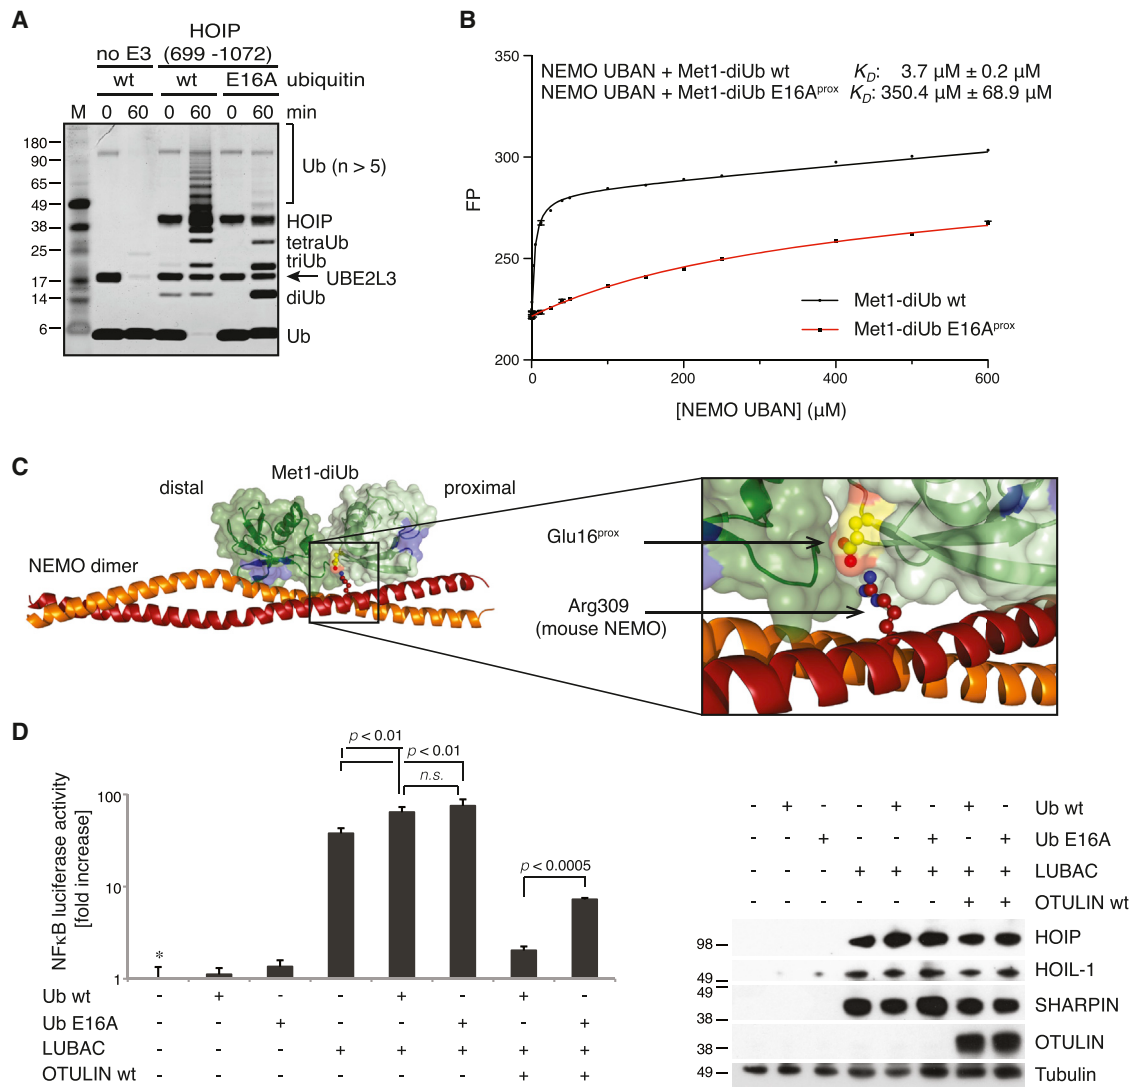 A
HOIP
no E3 (699 -1072)
wt wt E16A ubiquitin
M 0 60 0 60 0 60 min
180
90
65
49
38
25
17
14
6
Ub (n > 5)
HOIP
tetraUb
triUb
UBE2L3
diUb
Ub
B
350
300
250
200
FP
NEMO UBAN + Met1-diUb wt KD: 3.7 µM ± 0.2 µM
NEMO UBAN + Met1-diUb E16Aprox KD: 350.4 µM ± 68.9 µM
Met1-diUb wt
Met1-diUb E16Aprox
0 200 400 600
[NEMO UBAN] (µM)
C
Met1-diUb
distal proximal
NEMO dimer
Glu16prox
Arg309
(mouse NEMO)
D
NFκB luciferase activity
[fold increase]
100
10
1
*
p < 0.01
p < 0.01
n.s.
p < 0.0005
Ub wt - + - - + - + -
Ub E16A - - + - - + - +
LUBAC - - - + + + + +
OTULIN wt - - - - - - + +
- + - - + - + - Ub wt
- - + - - + - + Ub E16A
- - - + + + + + LUBAC
- - - - - - + + OTULIN wt
98 HOIP
49 HOIL-1
49
38 SHARPIN
38 OTULIN
49 Tubulin